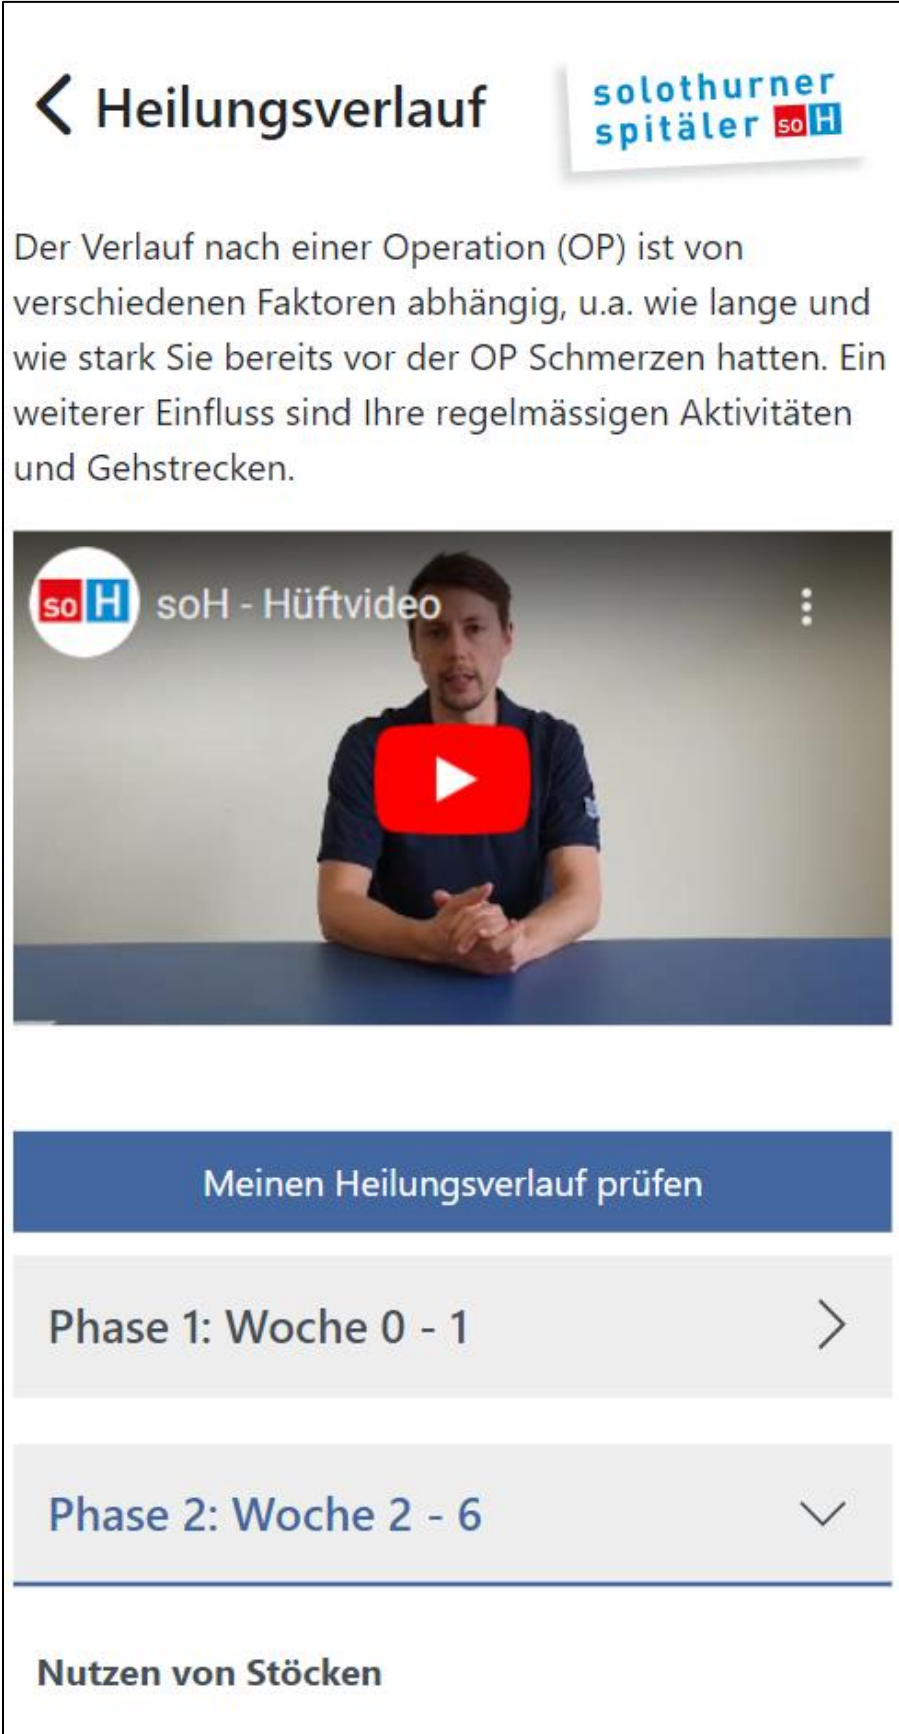 Heilungsverlauf
solothurner
spitäler soH
Der Verlauf nach einer Operation (OP) ist von
verschiedenen Faktoren abhängig, u.a. wie lange und
wie stark Sie bereits vor der OP Schmerzen hatten. Ein
weiterer Einfluss sind Ihre regelmässigen Aktivitäten
und Gehstrecken.
soH soH - Hüftvideo
Meinen Heilungsverlauf prüfen
Phase 1: Woche 0 - 1
Phase 2: Woche 2 - 6
Nutzen von Stöcken